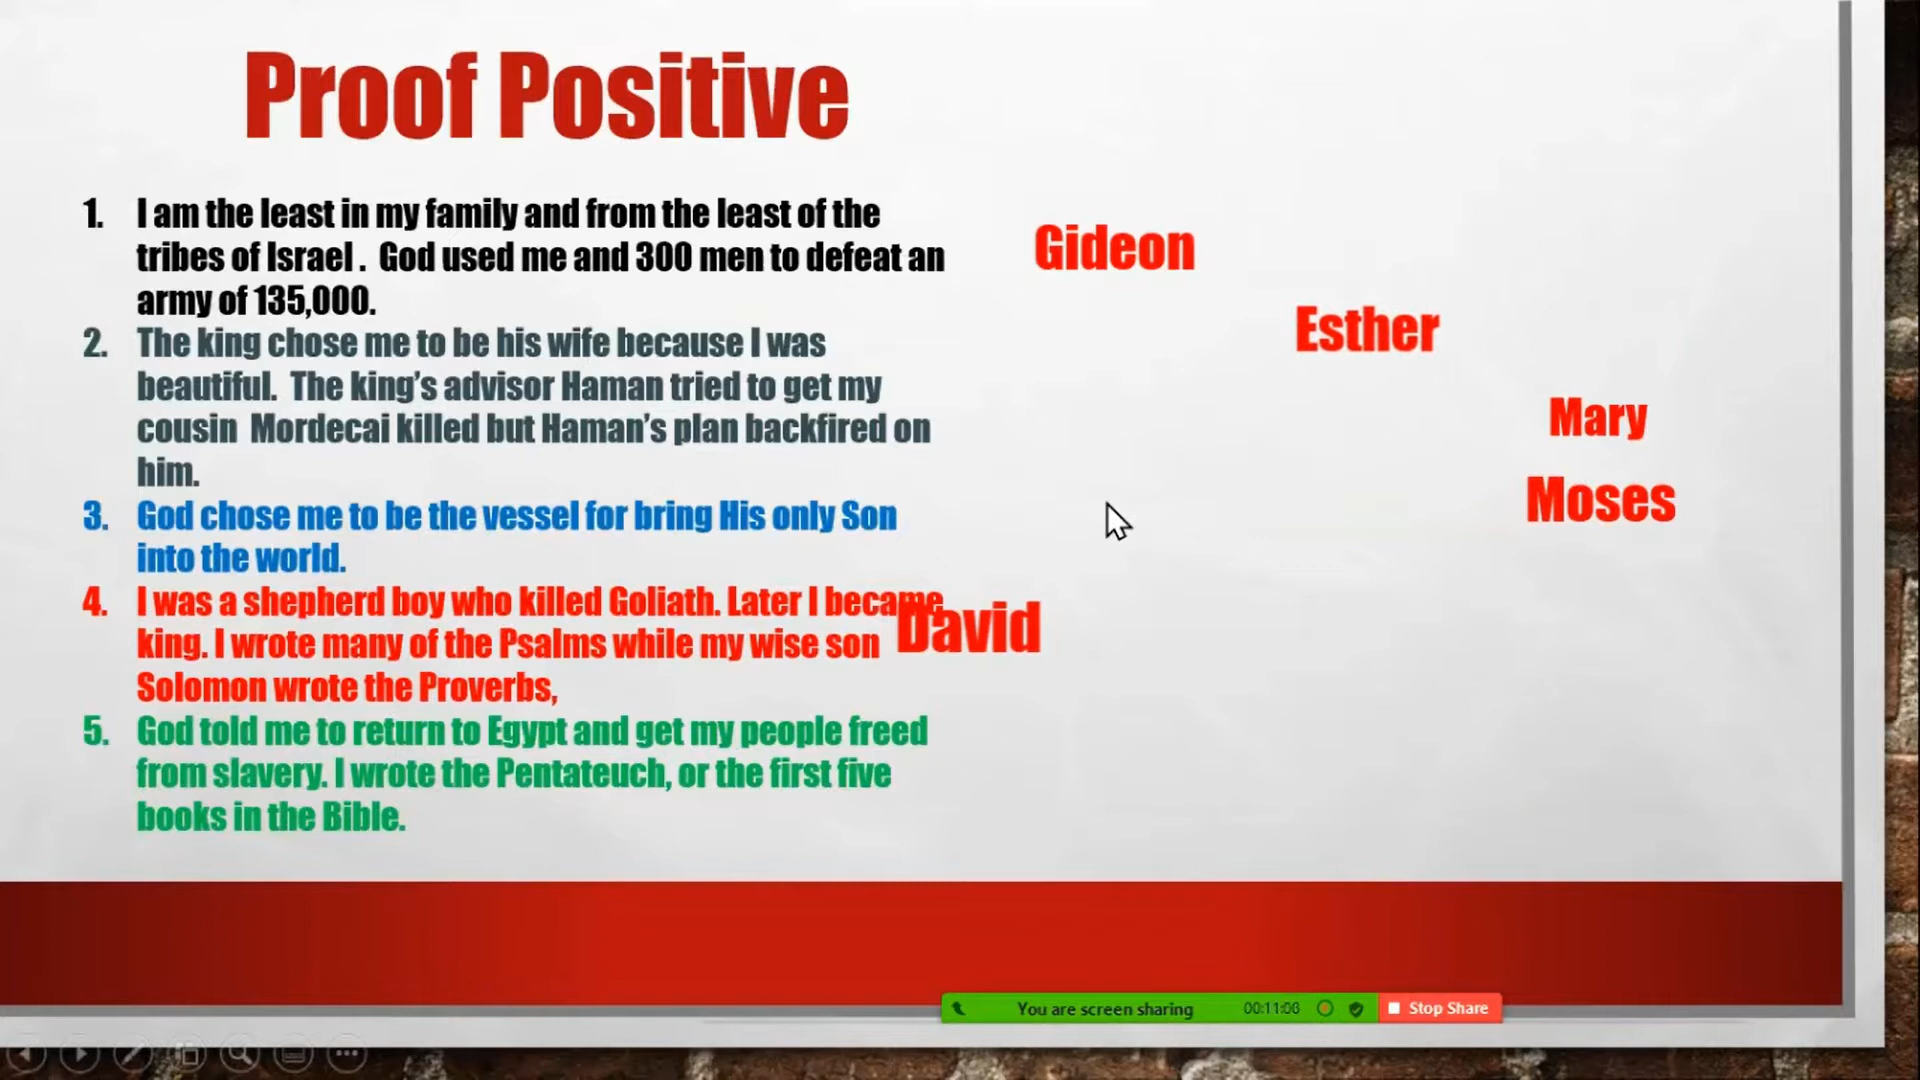 Proof Positive
1. I am the least in my family and from the least of the
tribes of Israel . God used me and 300 men to defeat an
army of 135,000.
2. The king chose me to be his wife because I was
beautiful. The king's advisor Haman tried to get my
cousin Mordecai killed but Haman's plan backfired on
him.
3. God chose me to be the vessel for bring His only Son
into the world.
4. I was a shepherd boy who killed Goliath. Later I became
king. I wrote many of the Psalms while my wise son
Solomon wrote the Proverbs,
5. God told me to return to Egypt and get my people freed
from slavery. I wrote the Pentateuch, or the first five
books in the Bible.
Gideon
Esther
Mary
Moses
David
You are screen sharing 00:11:06 Stop Share